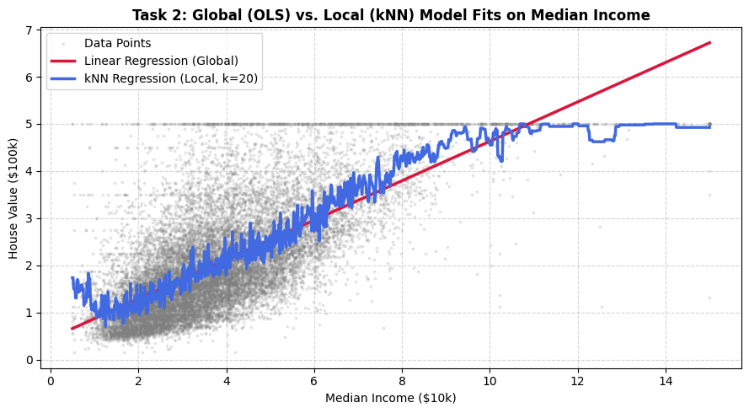 Task 2: Global (OLS) vs. Local (kNN) Model Fits on Median Income
Data Points
Linear Regression (Global)
kNN Regression (Local, k=20)
House Value ($100k)
7
6
5
4
3
2
1
0
0 2 4 6 8 10 12 14
Median Income ($10k)